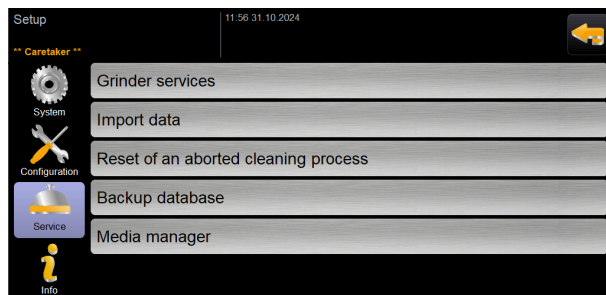 Setup
11:56 31.10.2024
** Caretaker **
System
Configuration
Service
Info
Grinder services
Import data
Reset of an aborted cleaning process
Backup database
Media manager